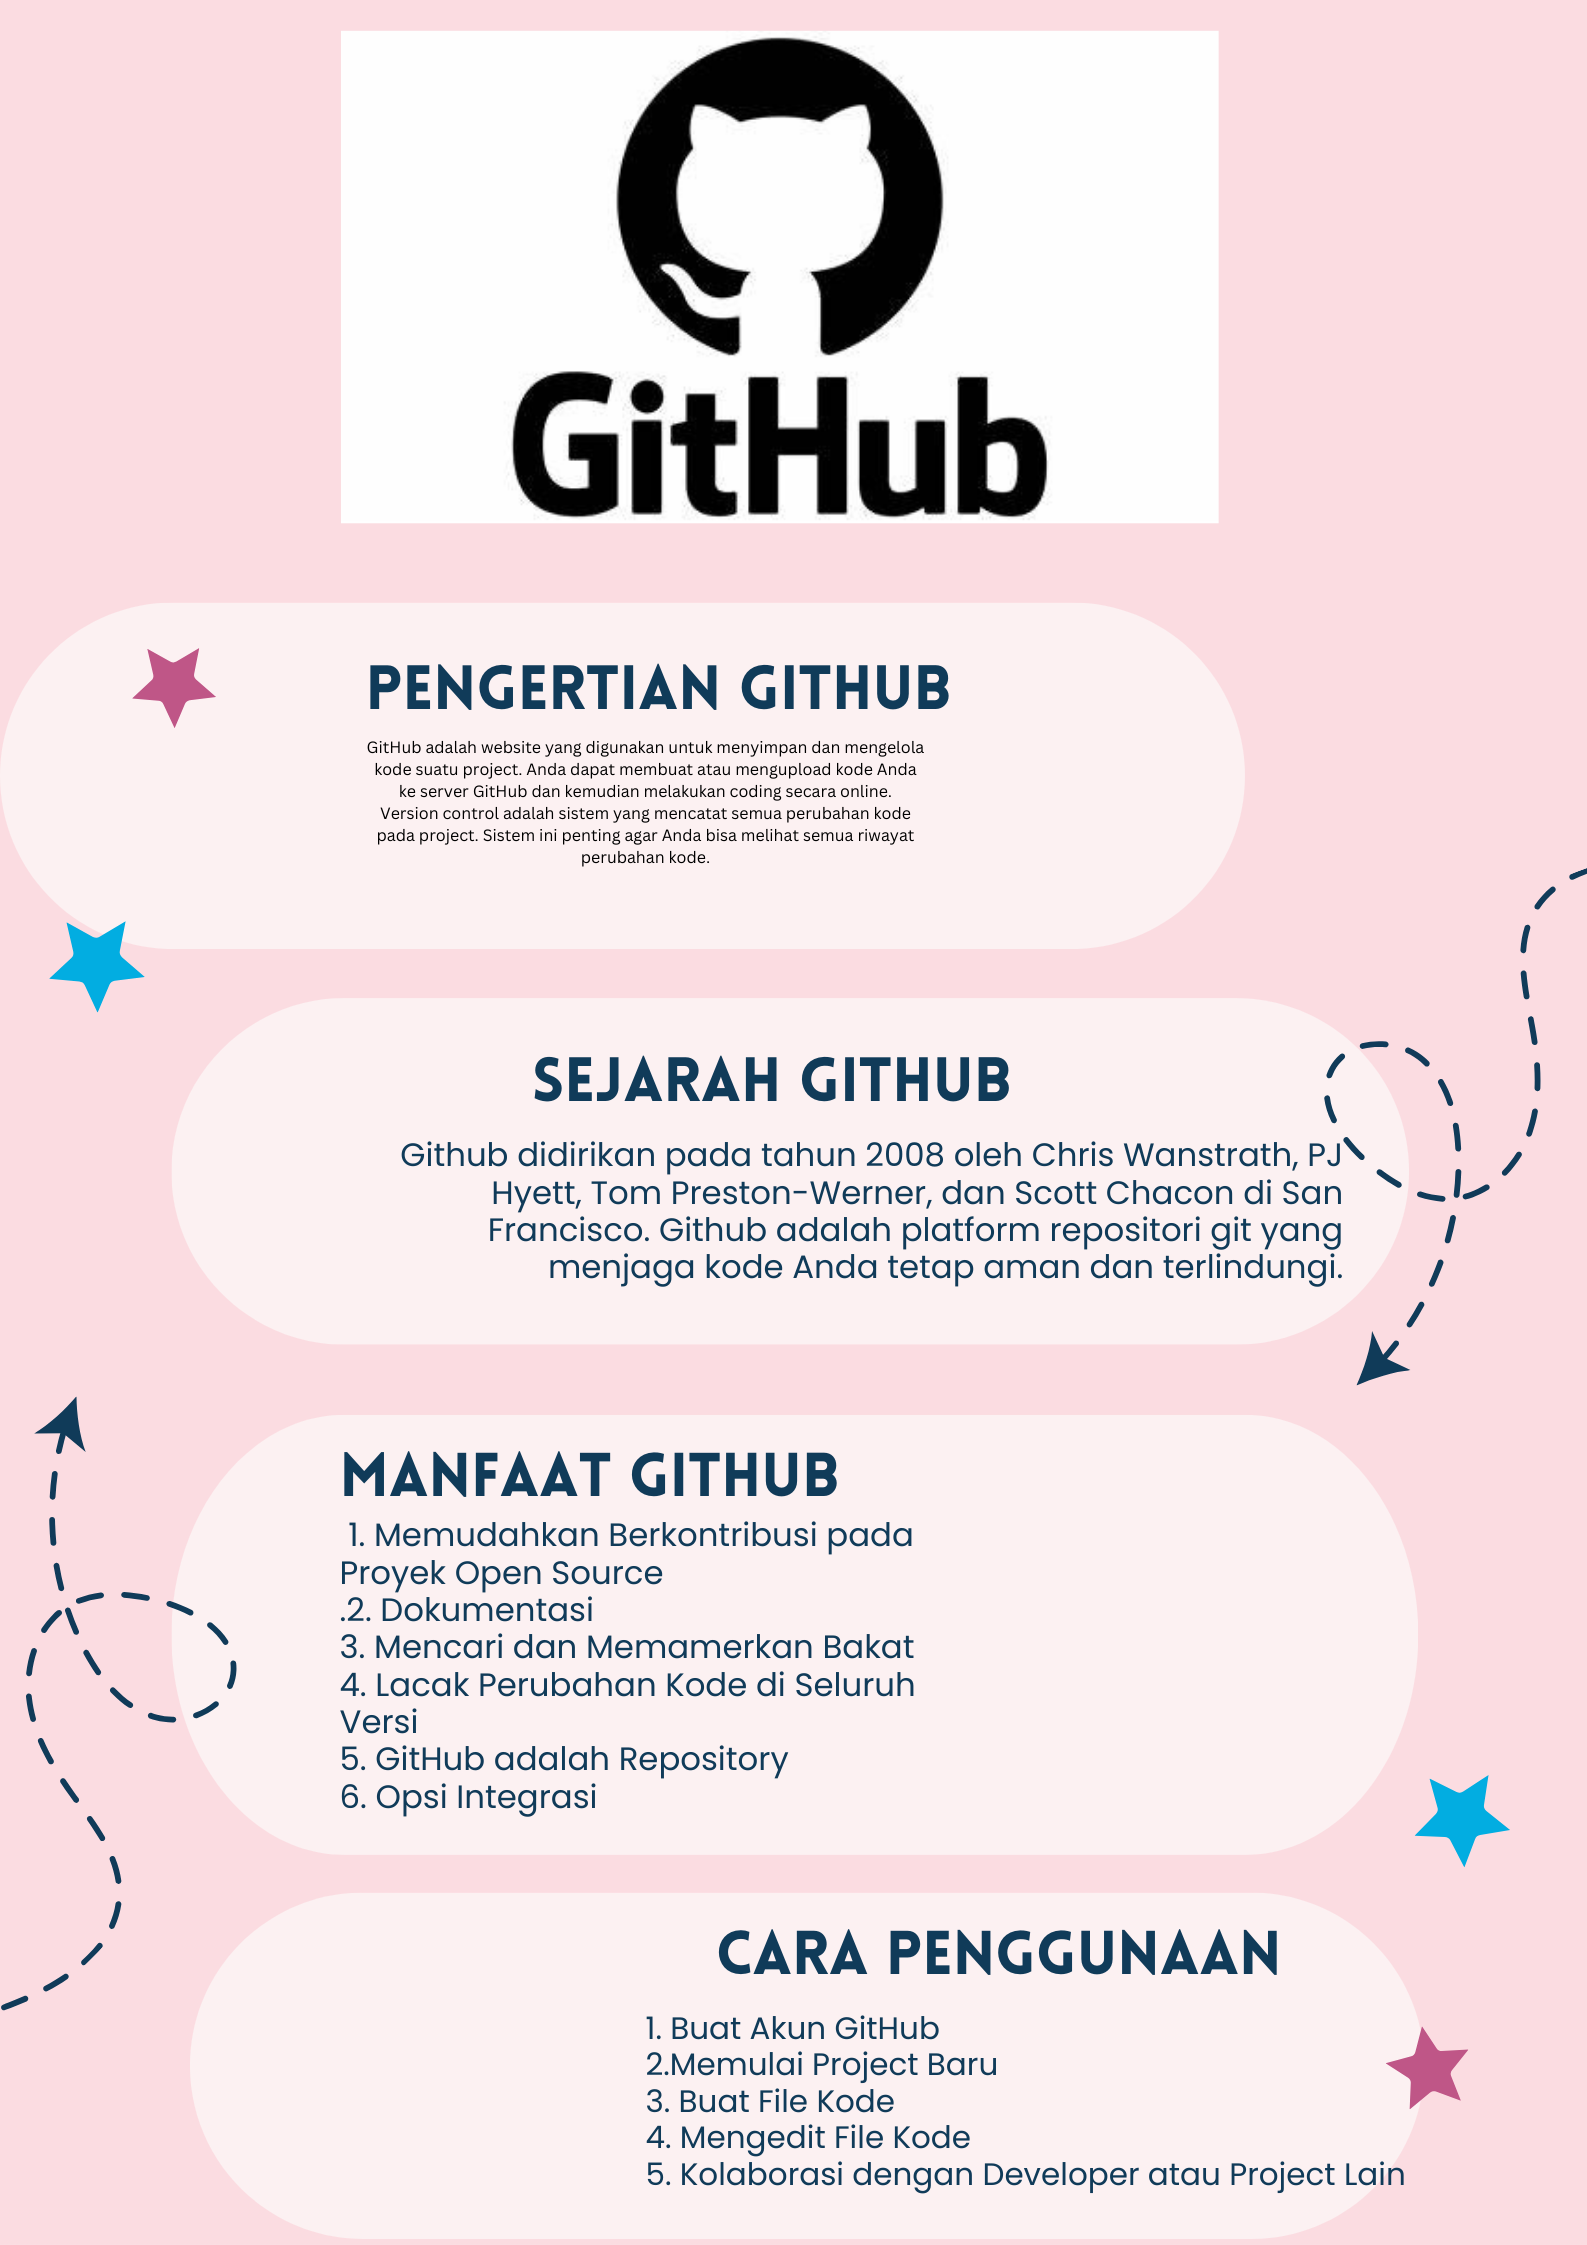 GitHub
PENGERTIAN GITHUB
GitHub adalah website yang digunakan untuk menyimpan dan mengelola
kode suatu project. Anda dapat membuat atau mengupload kode Anda
ke server GitHub dan kemudian melakukan coding secara online.
Version control adalah sistem yang mencatat semua perubahan kode
pada project. Sistem ini penting agar Anda bisa melihat semua riwayat
perubahan kode.
SEJARAH GITHUB
Github didirikan pada tahun 2008 oleh Chris Wanstrath, PJ
Hyett, Tom Preston-Werner, dan Scott Chacon di San
Francisco. Github adalah platform repositori git yang
menjaga kode Anda tetap aman dan terlindungi.
MANFAAT GITHUB
1. Memudahkan Berkontribusi pada
Proyek Open Source
.2. Dokumentasi
3. Mencari dan Memamerkan Bakat
4. Lacak Perubahan Kode di Seluruh
Versi
5. GitHub adalah Repository
6. Opsi Integrasi
CARA PENGGUNAAN
1. Buat Akun GitHub
2.Memulai Project Baru
3. Buat File Kode
4. Mengedit File Kode
5. Kolaborasi dengan Developer atau Project Lain